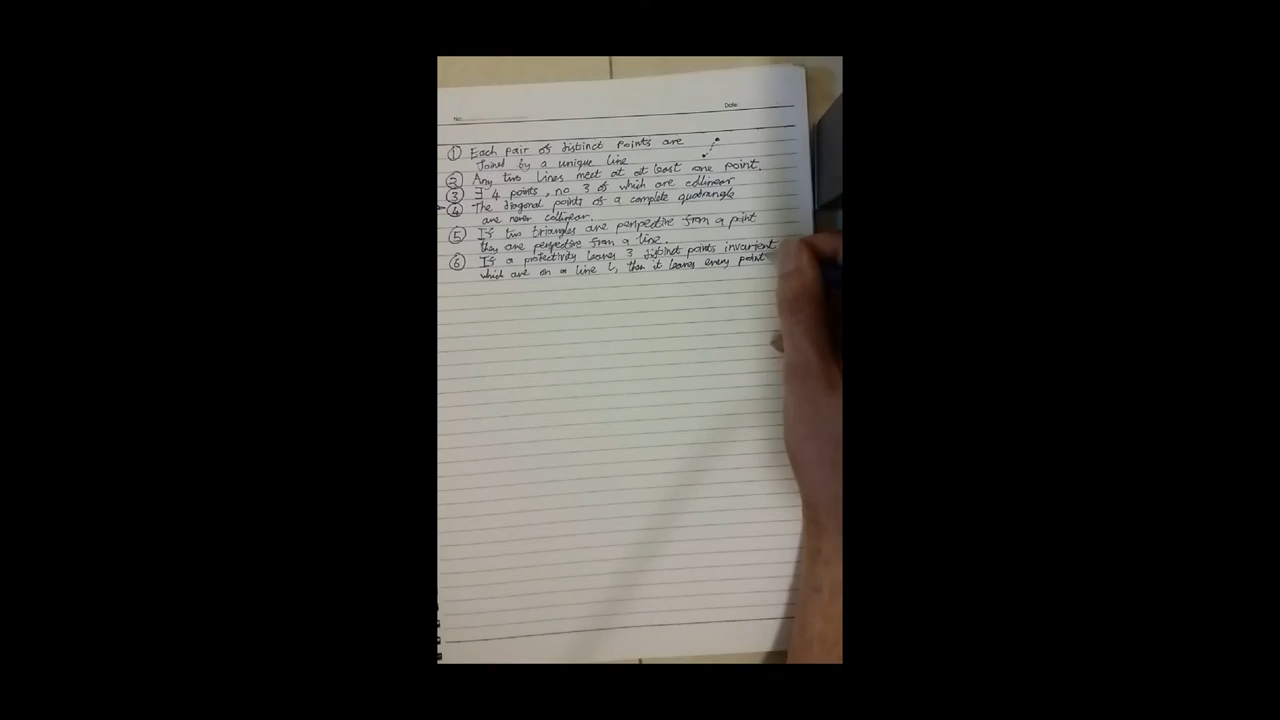 No.
Date:
① Each pair of distinct points are
Joined by a unique line
② Any two lines meet at at least one point.
③ ∃ 4 points, no 3 of which are collinear
④ The diagonal points of a complete quadrangle
are never collinear.
⑤ If two triangles are perspective from a point
they are perspective from a line.
⑥ If a projectivity leaves 3 distinct points invarient
which are on a line l, then it leaves every point